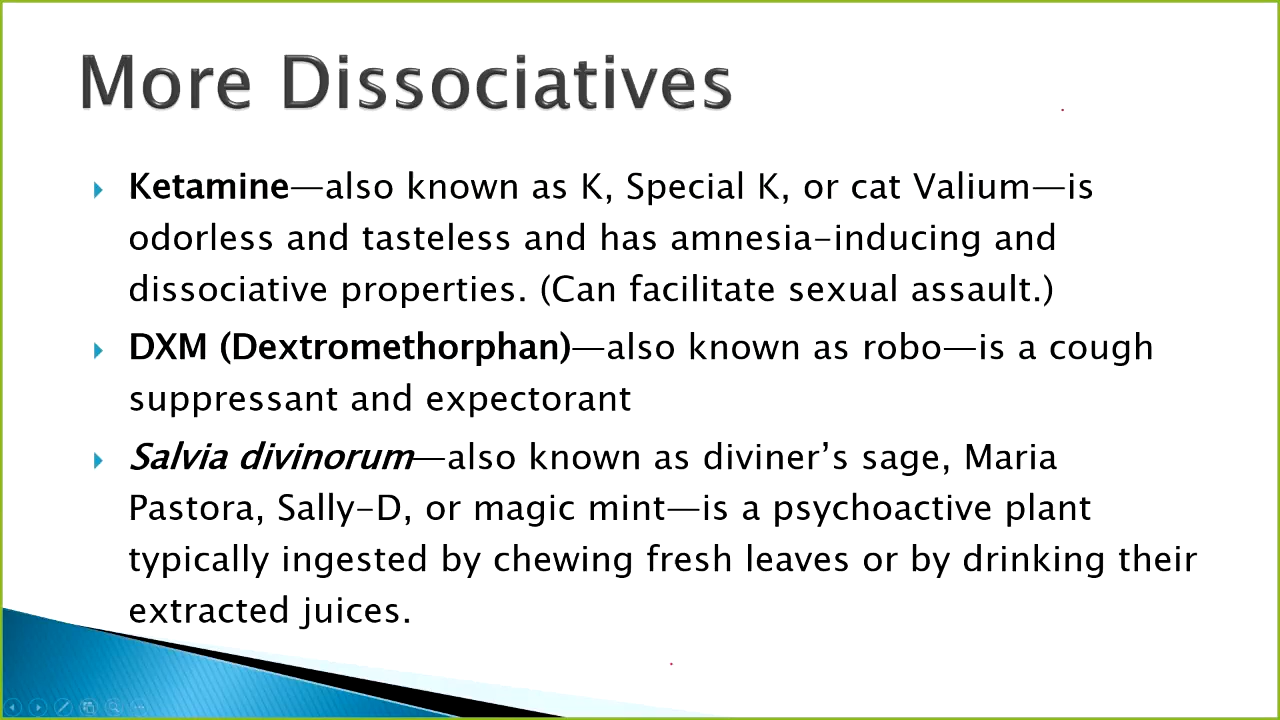 More Dissociatives
Ketamine—also known as K, Special K, or cat Valium—is
odorless and tasteless and has amnesia-inducing and
dissociative properties. (Can facilitate sexual assault.)
DXM (Dextromethorphan)—also known as robo—is a cough
suppressant and expectorant
Salvia divinorum—also known as diviner’s sage, Maria
Pastora, Sally-D, or magic mint—is a psychoactive plant
typically ingested by chewing fresh leaves or by drinking their
extracted juices.